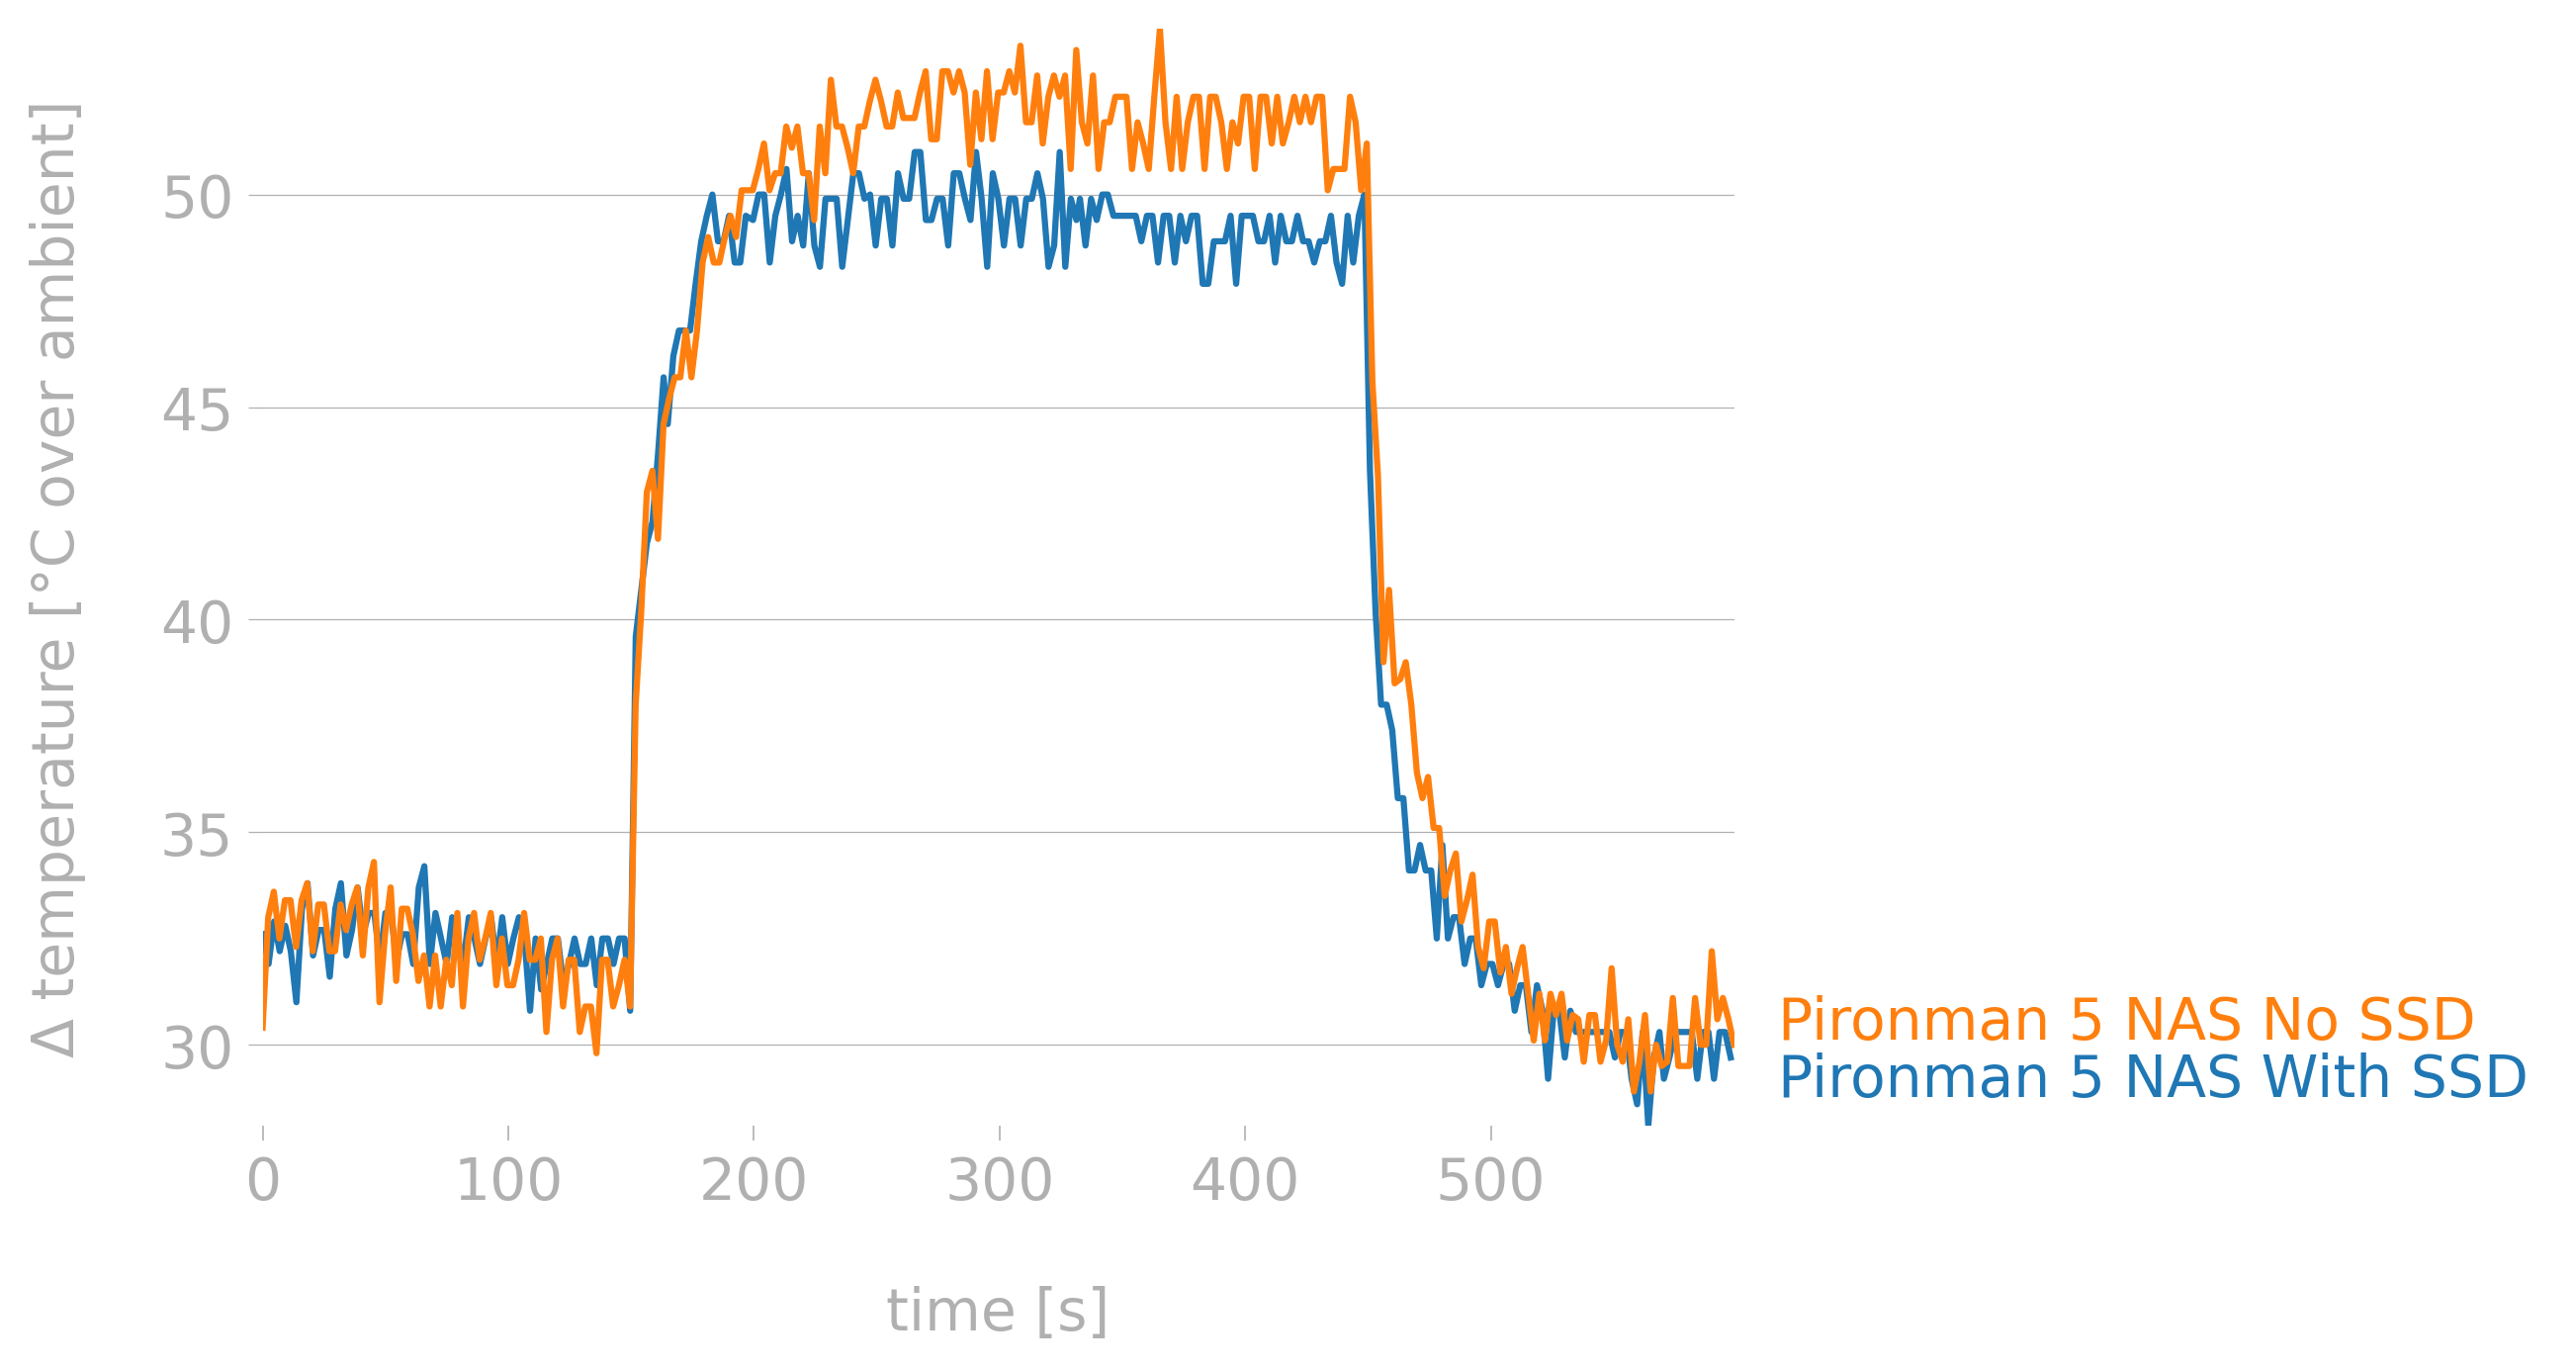 Δ temperature [°C over ambient]
50
45
40
35
30
Pironman 5 NAS No SSD
Pironman 5 NAS With SSD
0 100 200 300 400 500
time [s]